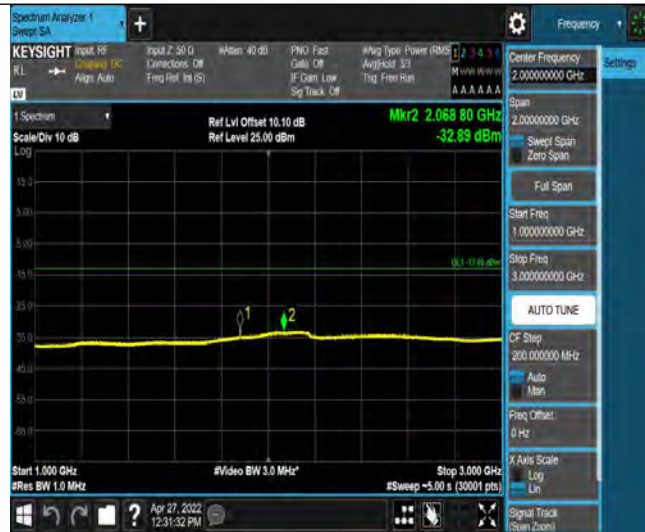 Spectrum Analyzer 1
Swept SA
+
Frequency
KEYSIGHT Input: RF
Coupling: DC
Align: Auto
RL
LV
Input Z: 50 Ω
Corrections: Off
Freq Ref: Int (S)
#Atten: 40 dB
PNO: Fast
Gate: Off
IF Gain: Low
Sig Track: Off
#Avg Type: Power (RMS
Avg|Hold: 3/3
Trig: Free Run
1 2 3 4 5 6
M W W W W W
A A A A A A
Settings
1 Spectrum
Scale/Div 10 dB
Log
Ref Lvl Offset 10.10 dB
Ref Level 25.00 dBm
Mkr2 2.068 80 GHz
-32.89 dBm
15.0
5.00
-5.00
-15.0
-25.0
-35.0
-45.0
-55.0
-65.0
1
2
Start 1.000 GHz
#Res BW 1.0 MHz
#Video BW 3.0 MHz*
Stop 3.000 GHz
#Sweep ~5.00 s (30001 pts)
Center Frequency
2.000000000 GHz
Span
2.00000000 GHz
Swept Span
Zero Span
Full Span
Start Freq
1.000000000 GHz
Stop Freq
3.000000000 GHz
AUTO TUNE
CF Step
200.000000 MHz
Auto
Man
Freq Offset
0 Hz
X Axis Scale
Log
Lin
Signal Track
(Span Zoom)
?
Apr 27, 2022
12:31:32 PM